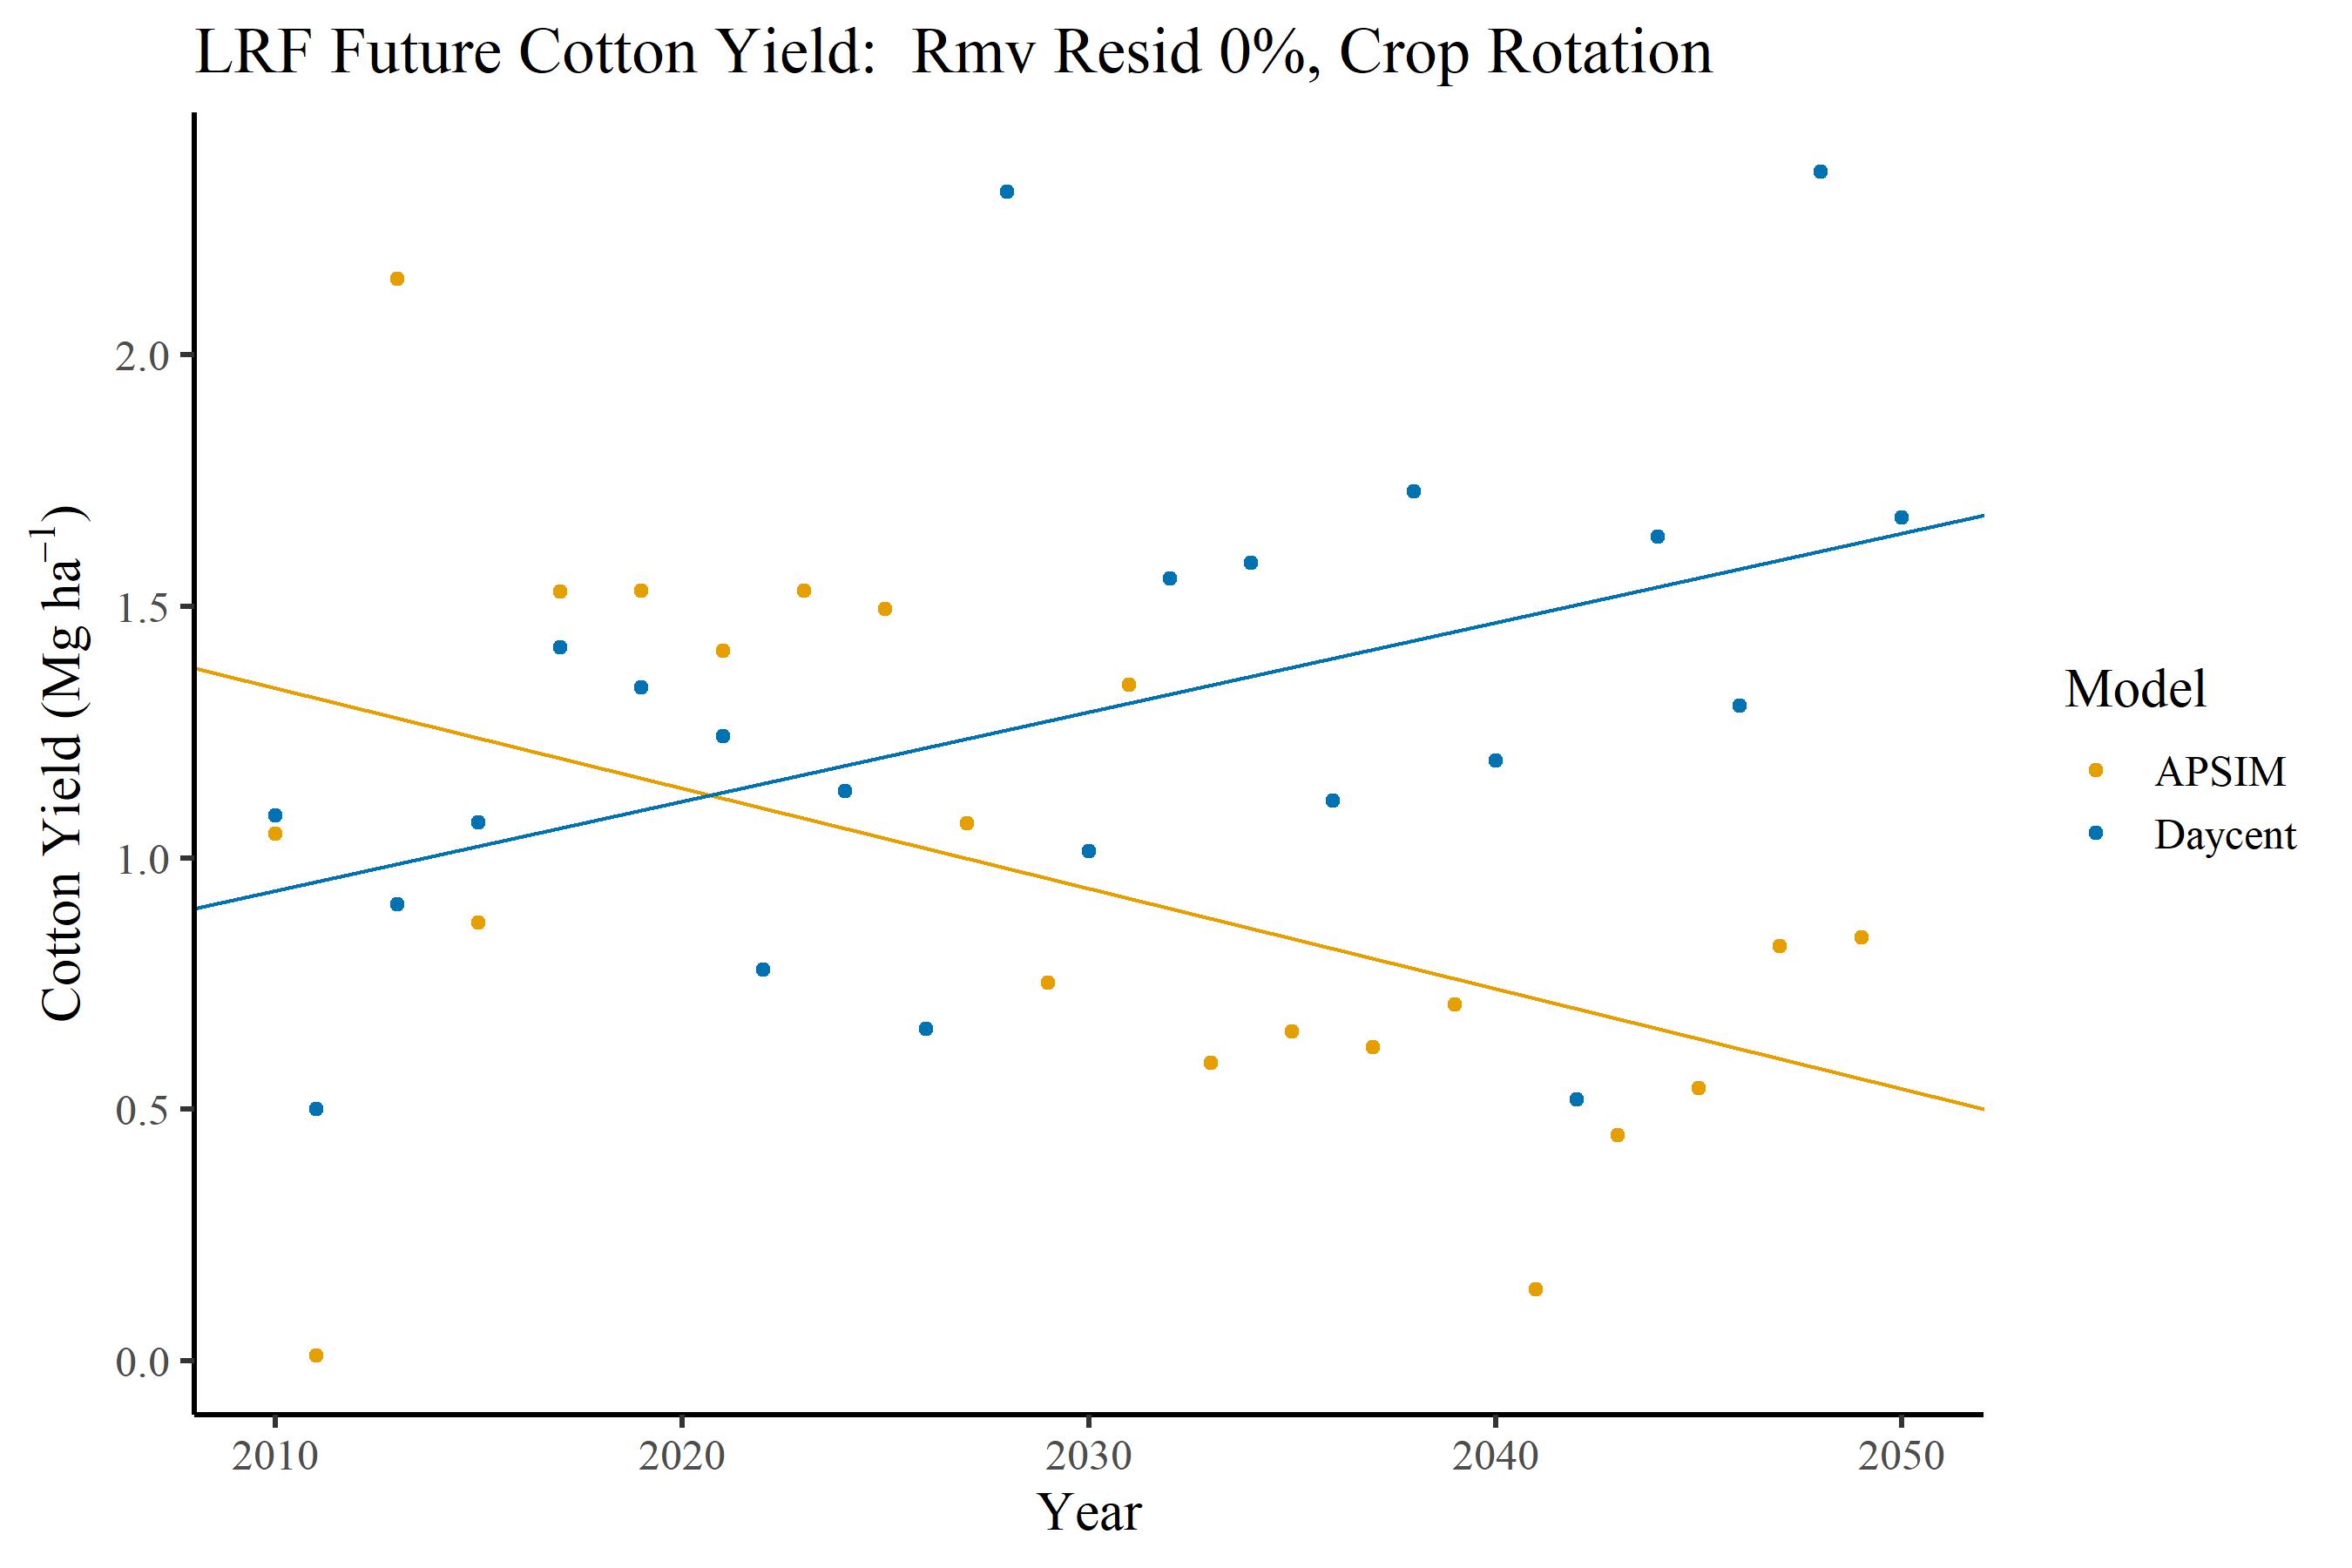 LRF Future Cotton Yield:  Rmv Resid 0%, Crop Rotation
Cotton Yield (Mg ha⁻¹)
2.0
1.5
1.0
0.5
0.0
2010 2020 2030 2040 2050
Year
Model
APSIM
Daycent